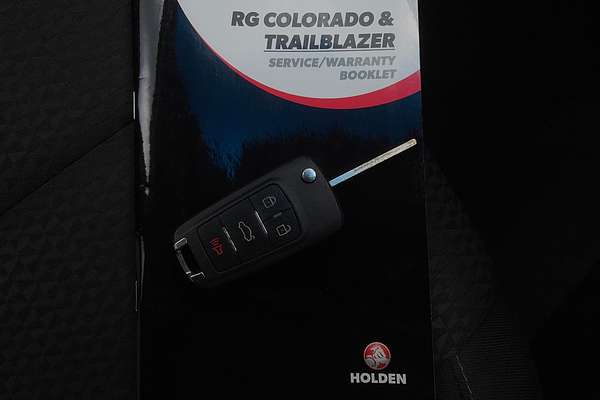 RG COLORADO &
TRAILBLAZER
SERVICE/WARRANTY
BOOKLET
HOLDEN